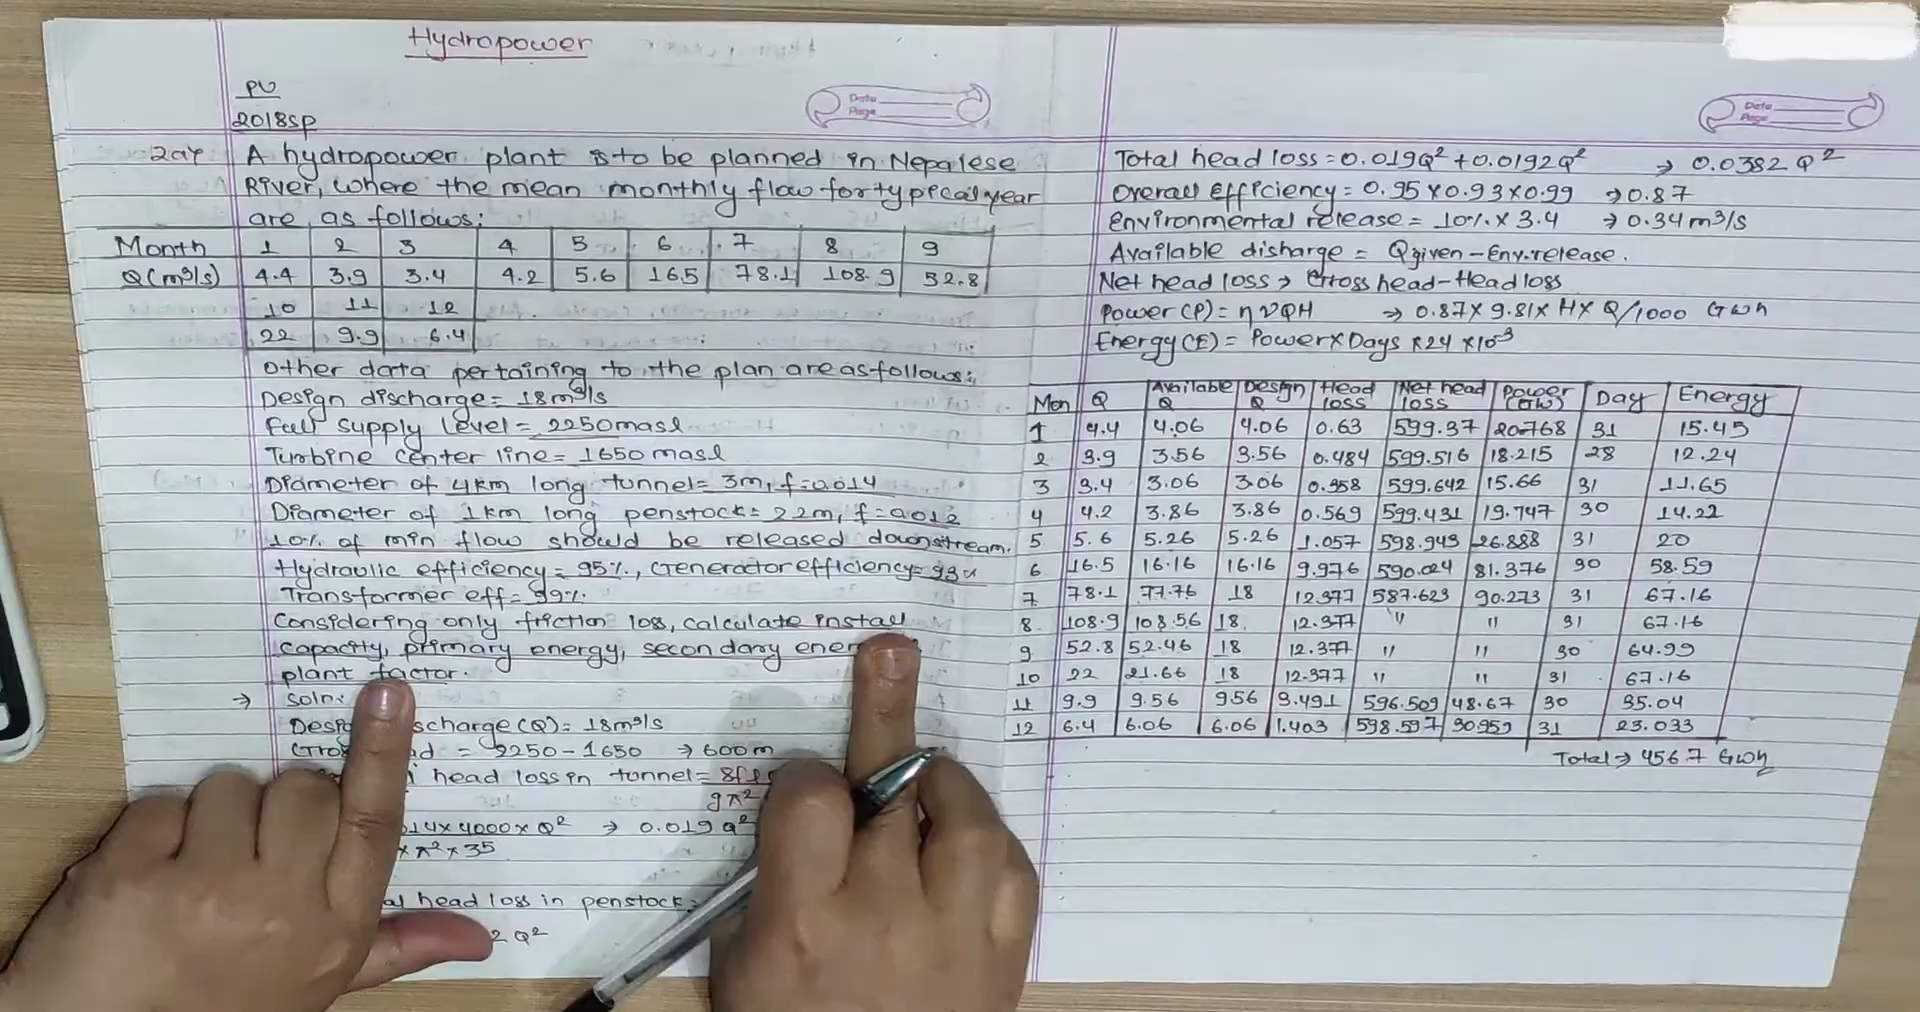 Hydropower
PU
2018sp
2a> A hydropower plant is to be planned in Nepalese
River, where the mean monthly flow for typical year
are as follows:
Month 1 2 3 4 5 6 7 8 9
Q(m³/s) 4.4 3.9 3.4 4.2 5.6 16.5 78.1 108.9 52.8
10 11 12
22 9.9 6.4
Other data pertaining to the plan are as follows:
Design discharge = 18m³/s
Full supply level = 2250masl
Turbine center line = 1650masl
Diameter of 4km long tunnel = 3m, f=0.014
Diameter of 1km long penstock = 2.2m, f=0.012
10% of min flow should be released downstream.
Hydraulic efficiency = 95%, Generator efficiency = 93%
Transformer eff = 99%
Considering only friction loss, calculate install
capacity, primary energy, secondary
plant factor.
→ Soln:
discharge (Q) = 18m³/s
= 2250-1650 → 600m
head loss in tunnel =
gπ²
14×4000×Q² → 0.019Q²
×π²×35
head loss in penstock =
2Q²
Date
Page
Date
Page
Total head loss = 0.019Q² + 0.0192Q² → 0.0382Q²
Overall efficiency = 0.95×0.93×0.99 → 0.87
Environmental release = 10%×3.4 → 0.34m³/s
Available disharge = Qgiven-Env.release.
Net head loss → Gross head-Head loss
Power (P) = ηγQH → 0.87×9.81×H×Q/1000 Gwh
Energy (E) = Power×Days×24×10⁻³
Mon Q Available Q Design Q Head loss Net head loss Power (GW) Day Energy
1 4.4 4.06 4.06 0.63 599.37 20.768 31 15.45
2 3.9 3.56 3.56 0.484 599.516 18.215 28 12.24
3 3.4 3.06 3.06 0.358 599.642 15.66 31 11.65
4 4.2 3.86 3.86 0.569 599.431 19.747 30 14.22
5 5.6 5.26 5.26 1.057 598.943 26.888 31 20
6 16.5 16.16 16.16 9.976 590.024 81.376 30 58.59
7 78.1 77.76 18 12.377 587.623 90.273 31 67.16
8 108.9 108.56 18. 12.377 " " 31 67.16
9 52.8 52.46 18 12.377 " " 30 64.99
10 22 21.66 18 12.377 " " 31 67.16
11 9.9 9.56 9.56 3.491 596.509 48.67 30 35.04
12 6.4 6.06 6.06 1.403 598.597 30.959 31 23.033
Total → 456.7 Gwh